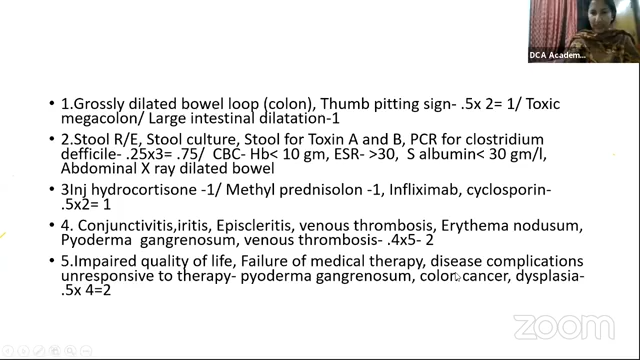 DCA Academ...
• 1.Grossly dilated bowel loop (colon), Thumb pitting sign- .5x 2= 1/ Toxic
megacolon/ Large intestinal dilatation-1
• 2.Stool R/E, Stool culture, Stool for Toxin A and B, PCR for clostridium
defficile- .25x3= .75/ CBC- Hb< 10 gm, ESR- >30, S albumin< 30 gm/l,
Abdominal X ray dilated bowel
• 3Inj hydrocortisone -1/ Methyl prednisolon -1, Infliximab, cyclosporin-
.5x2= 1
• 4. Conjunctivitis,iritis, Episcleritis, venous thrombosis, Erythema nodusum,
Pyoderma gangrenosum, venous thrombosis- .4x5- 2
• 5.Impaired quality of life, Failure of medical therapy, disease complications
unresponsive to therapy- pyoderma gangrenosum, colon cancer, dysplasia-
.5x 4=2
zoom